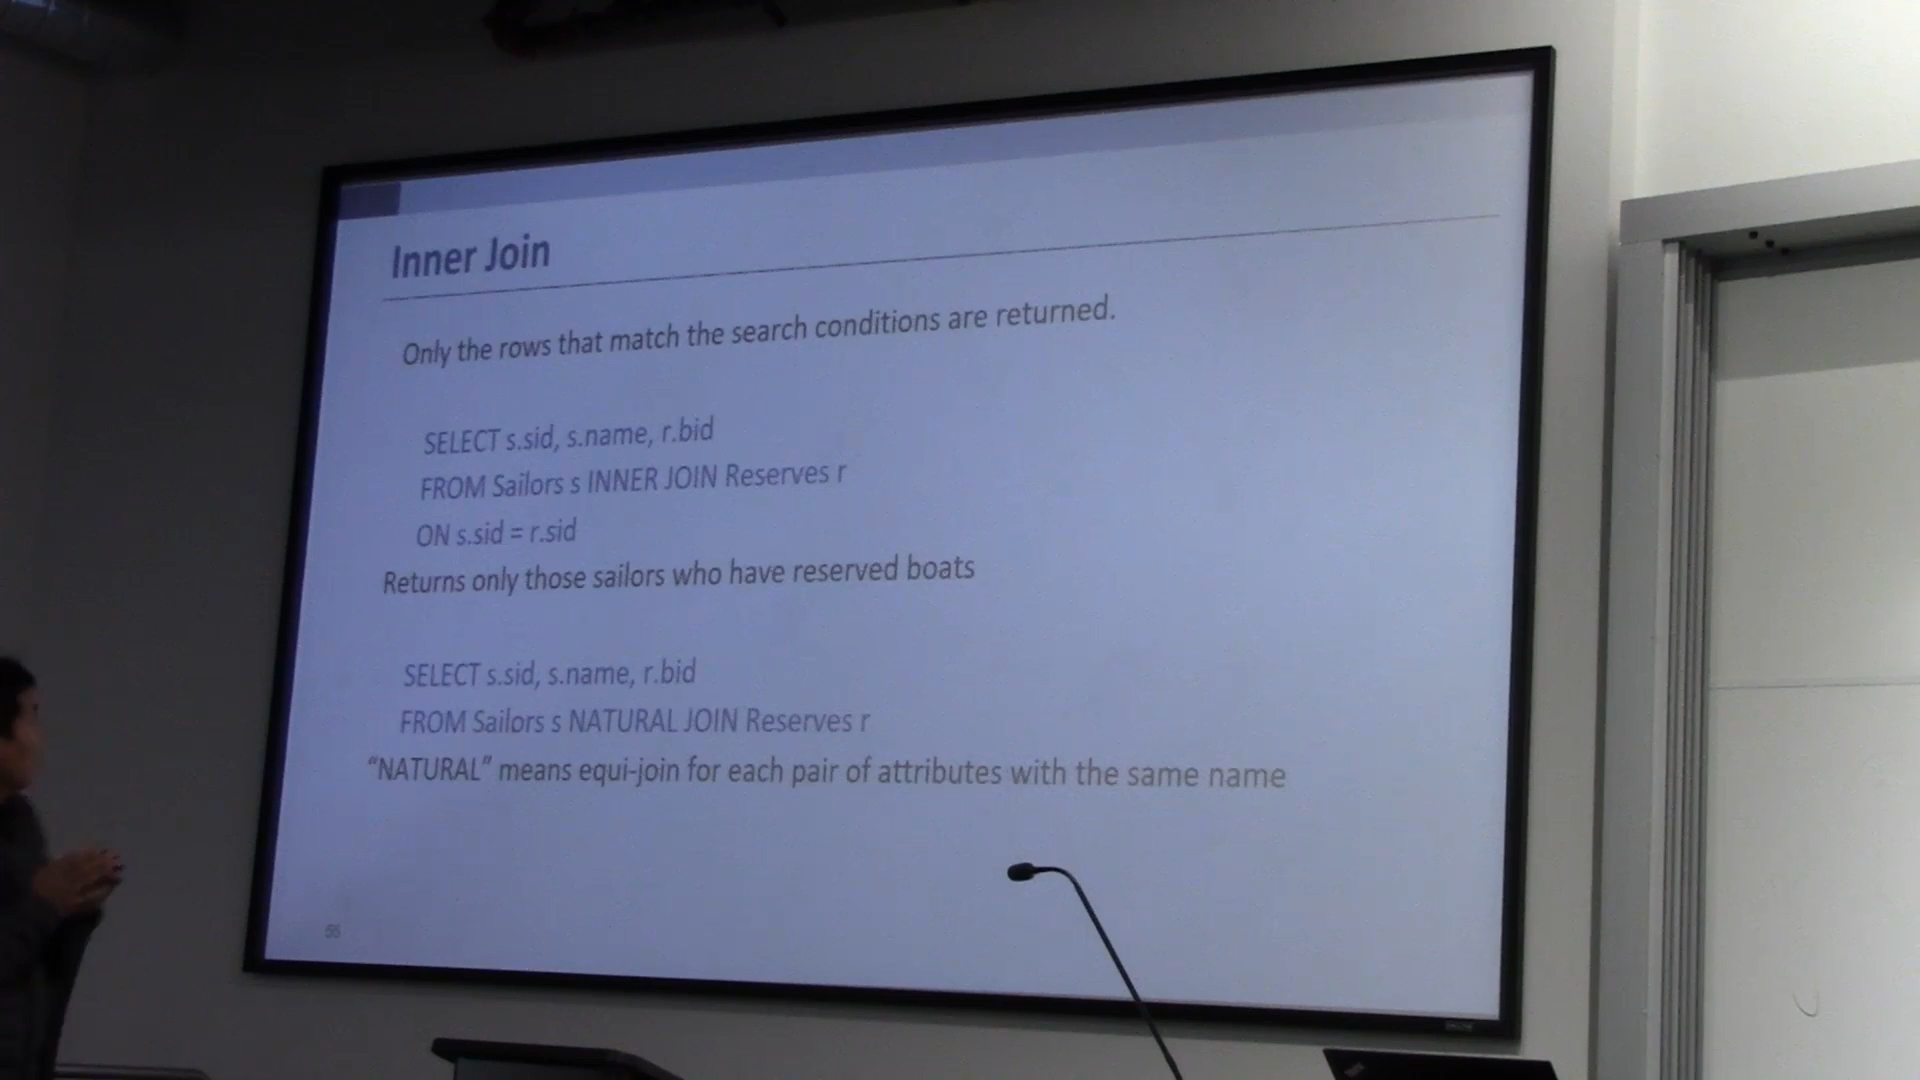 Inner Join
Only the rows that match the search conditions are returned.
SELECT s.sid, s.name, r.bid
FROM Sailors s INNER JOIN Reserves r
ON s.sid = r.sid
Returns only those sailors who have reserved boats
SELECT s.sid, s.name, r.bid
FROM Sailors s NATURAL JOIN Reserves r
“NATURAL” means equi-join for each pair of attributes with the same name